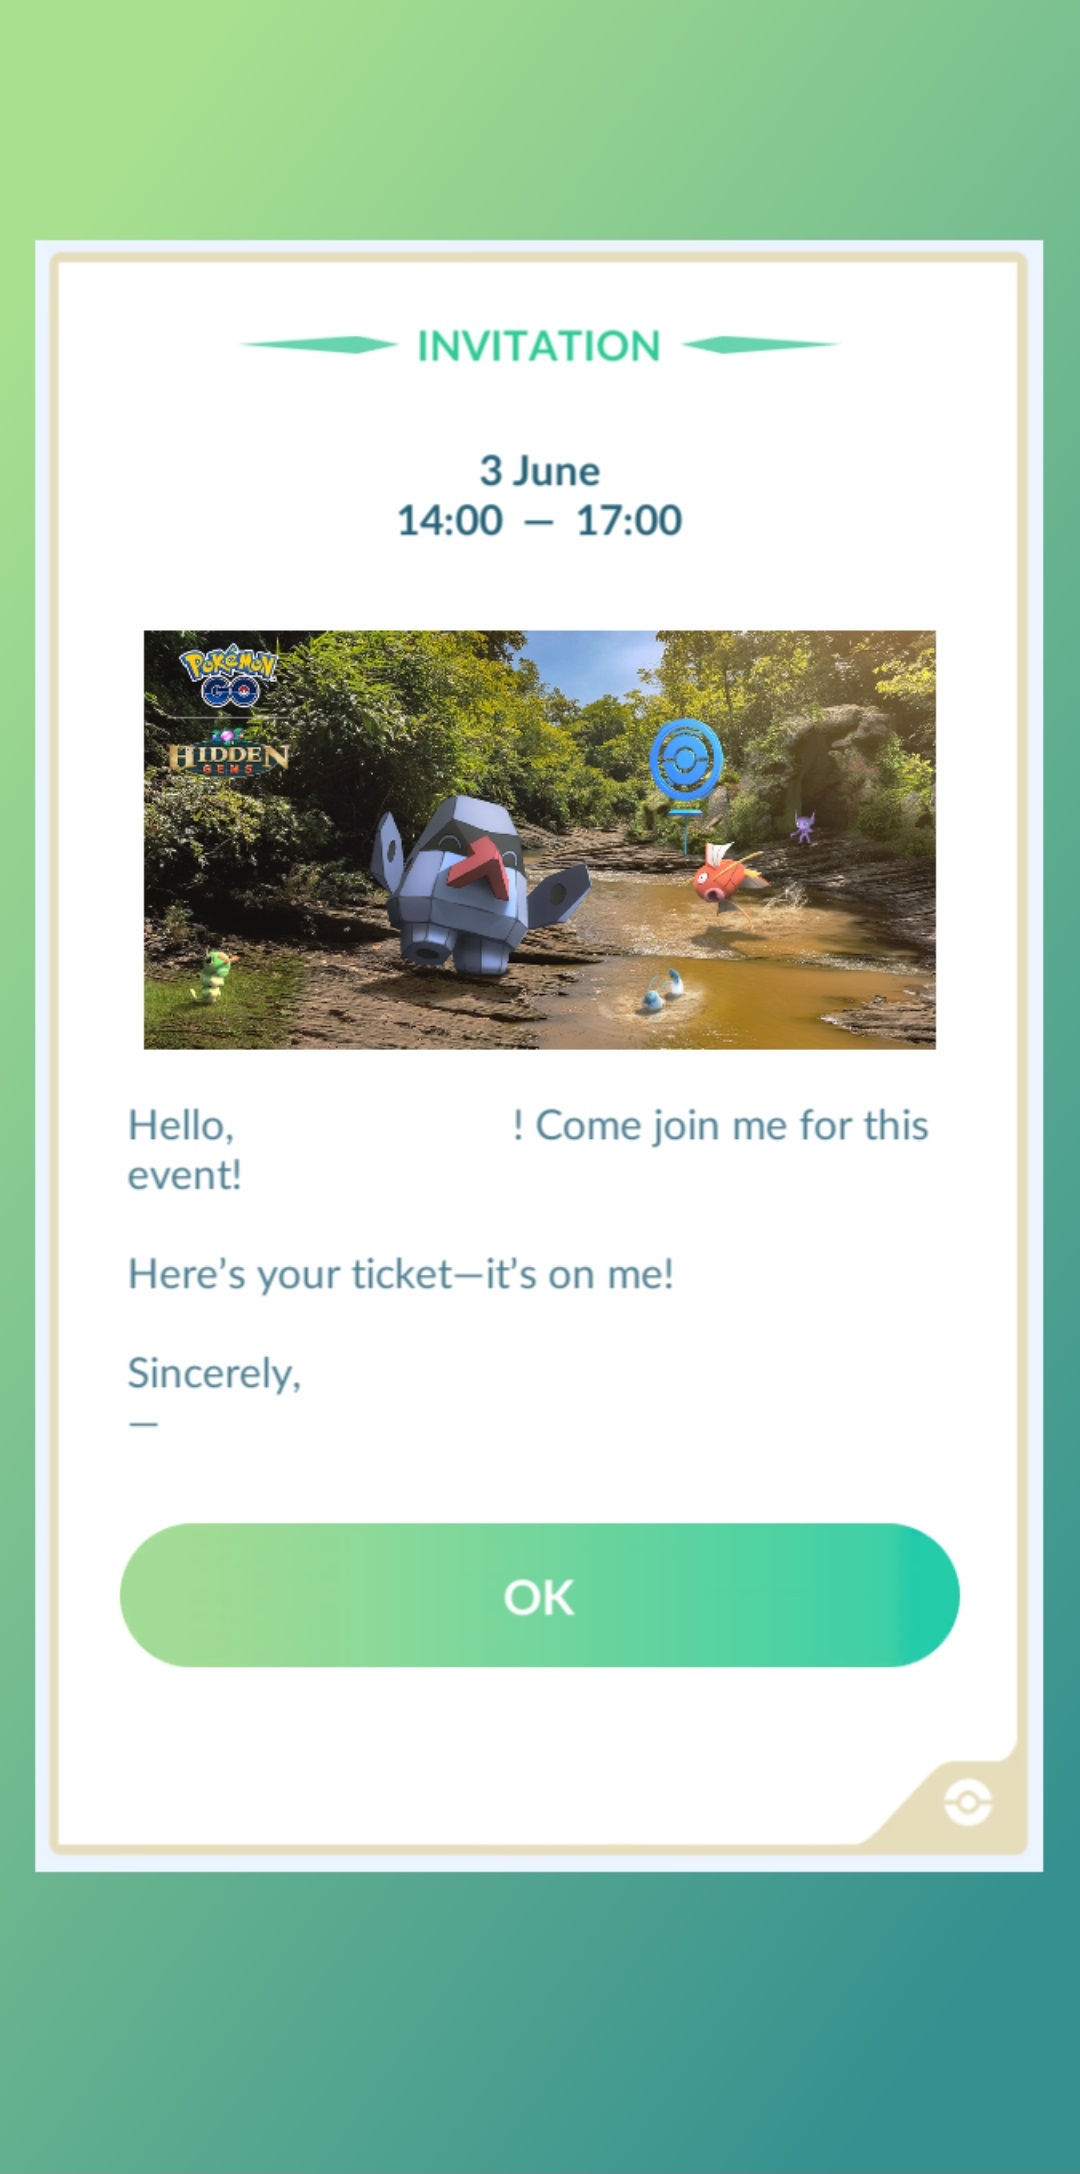 INVITATION
3 June
14:00 — 17:00
POKéMON
GO
HIDDEN
GEMS
Hello, ! Come join me for this
event!
Here’s your ticket—it’s on me!
Sincerely,
—
OK